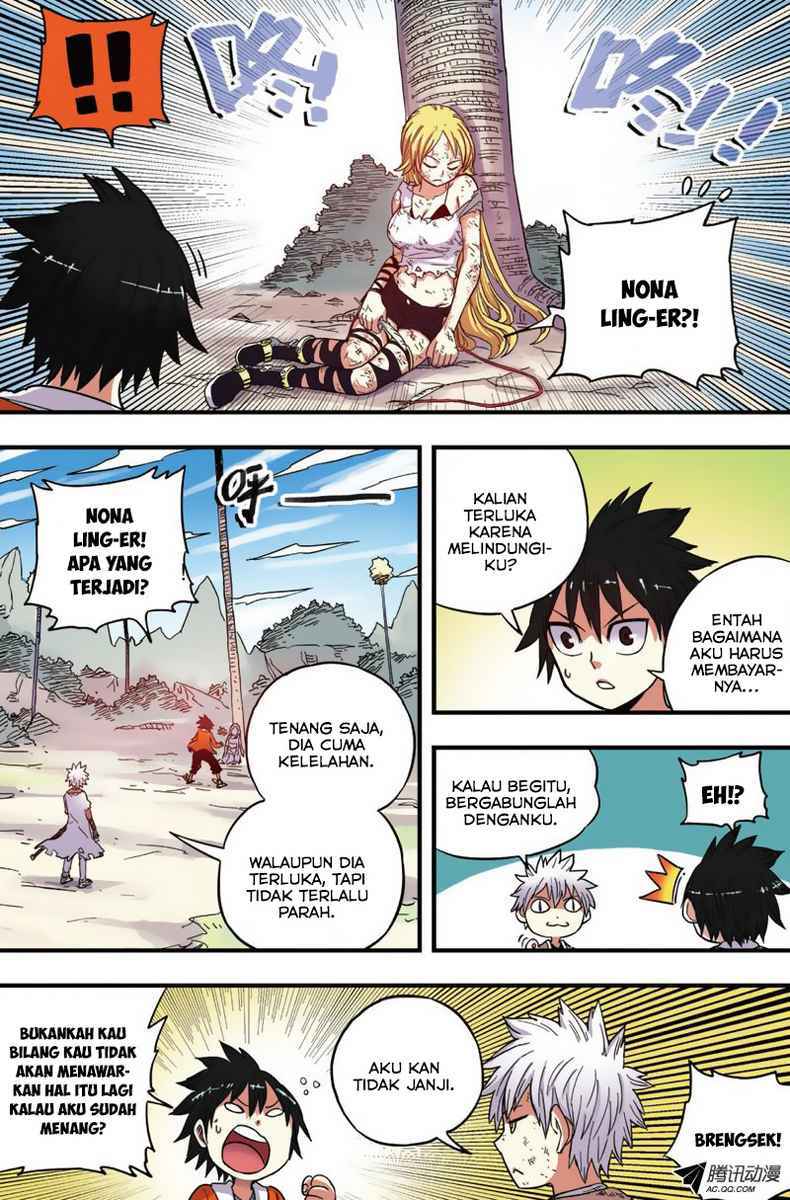 !!
咚!!
咚!!!
NONA
LING-ER?!
NONA
LING-ER!
APA YANG
TERJADI?
呼
TENANG SAJA,
DIA CUMA
KELELAHAN.
WALAUPUN DIA
TERLUKA, TAPI
TIDAK TERLALU
PARAH.
KALIAN
TERLUKA
KARENA
MELINDUNGI-
KU?
ENTAH
BAGAIMANA
AKU HARUS
MEMBAYAR-
NYA...
KALAU BEGITU,
BERGABUNGLAH
DENGANKU.
EH!?
BUKANKAH KAU
BILANG KAU TIDAK
AKAN MENAWAR-
KAN HAL ITU LAGI
KALAU AKU SUDAH
MENANG?
AKU KAN
TIDAK JANJI.
BRENGSEK!
腾讯动漫
AC.QQ.COM